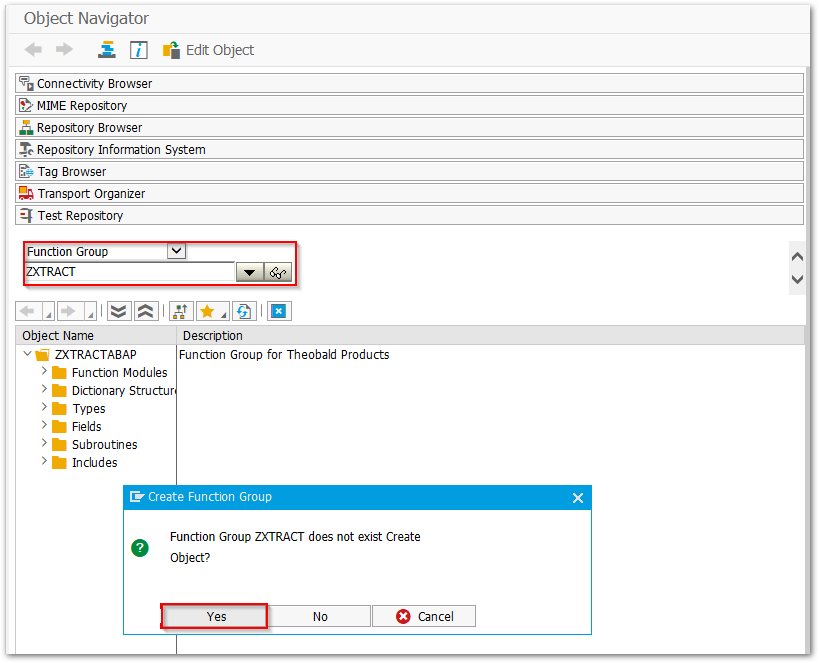 Object Navigator
Edit Object
Connectivity Browser
MIME Repository
Repository Browser
Repository Information System
Tag Browser
Transport Organizer
Test Repository
Function Group
ZXTRACT
Object Name Description
ZXTRACTABAP Function Group for Theobald Products
Function Modules
Dictionary Structure
Types
Fields
Subroutines
Includes
Create Function Group
Function Group ZXTRACT does not exist Create
Object?
Yes No Cancel